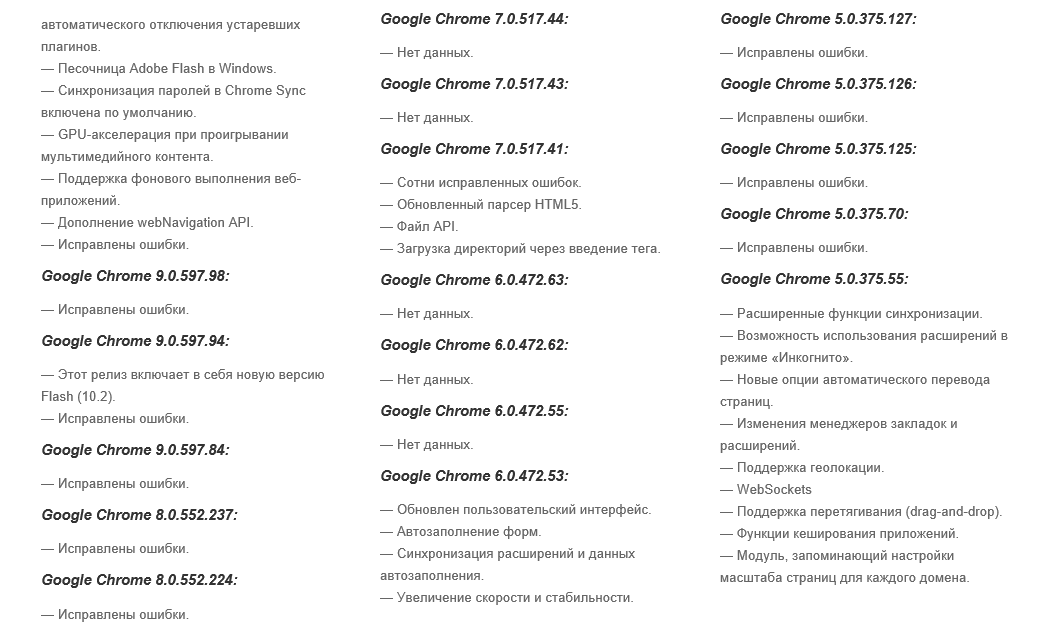 автоматического отключения устаревших
плагинов.
— Песочница Adobe Flash в Windows.
— Синхронизация паролей в Chrome Sync
включена по умолчанию.
— GPU-акселерация при проигрывании
мультимедийного контента.
— Поддержка фонового выполнения веб-
приложений.
— Дополнение webNavigation API.
— Исправлены ошибки.
Google Chrome 9.0.597.98:
— Исправлены ошибки.
Google Chrome 9.0.597.94:
— Этот релиз включает в себя новую версию
Flash (10.2).
— Исправлены ошибки.
Google Chrome 9.0.597.84:
— Исправлены ошибки.
Google Chrome 8.0.552.237:
— Исправлены ошибки.
Google Chrome 8.0.552.224:
— Исправлены ошибки.
Google Chrome 7.0.517.44:
— Нет данных.
Google Chrome 7.0.517.43:
— Нет данных.
Google Chrome 7.0.517.41:
— Сотни исправленных ошибок.
— Обновленный парсер HTML5.
— Файл API.
— Загрузка директорий через введение тега.
Google Chrome 6.0.472.63:
— Нет данных.
Google Chrome 6.0.472.62:
— Нет данных.
Google Chrome 6.0.472.55:
— Нет данных.
Google Chrome 6.0.472.53:
— Обновлен пользовательский интерфейс.
— Автозаполнение форм.
— Синхронизация расширений и данных
автозаполнения.
— Увеличение скорости и стабильности.
Google Chrome 5.0.375.127:
— Исправлены ошибки.
Google Chrome 5.0.375.126:
— Исправлены ошибки.
Google Chrome 5.0.375.125:
— Исправлены ошибки.
Google Chrome 5.0.375.70:
— Исправлены ошибки.
Google Chrome 5.0.375.55:
— Расширенные функции синхронизации.
— Возможность использования расширений в
режиме «Инкогнито».
— Новые опции автоматического перевода
страниц.
— Изменения менеджеров закладок и
расширений.
— Поддержка геолокации.
— WebSockets
— Поддержка перетягивания (drag-and-drop).
— Функции кеширования приложений.
— Модуль, запоминающий настройки
масштаба страниц для каждого домена.